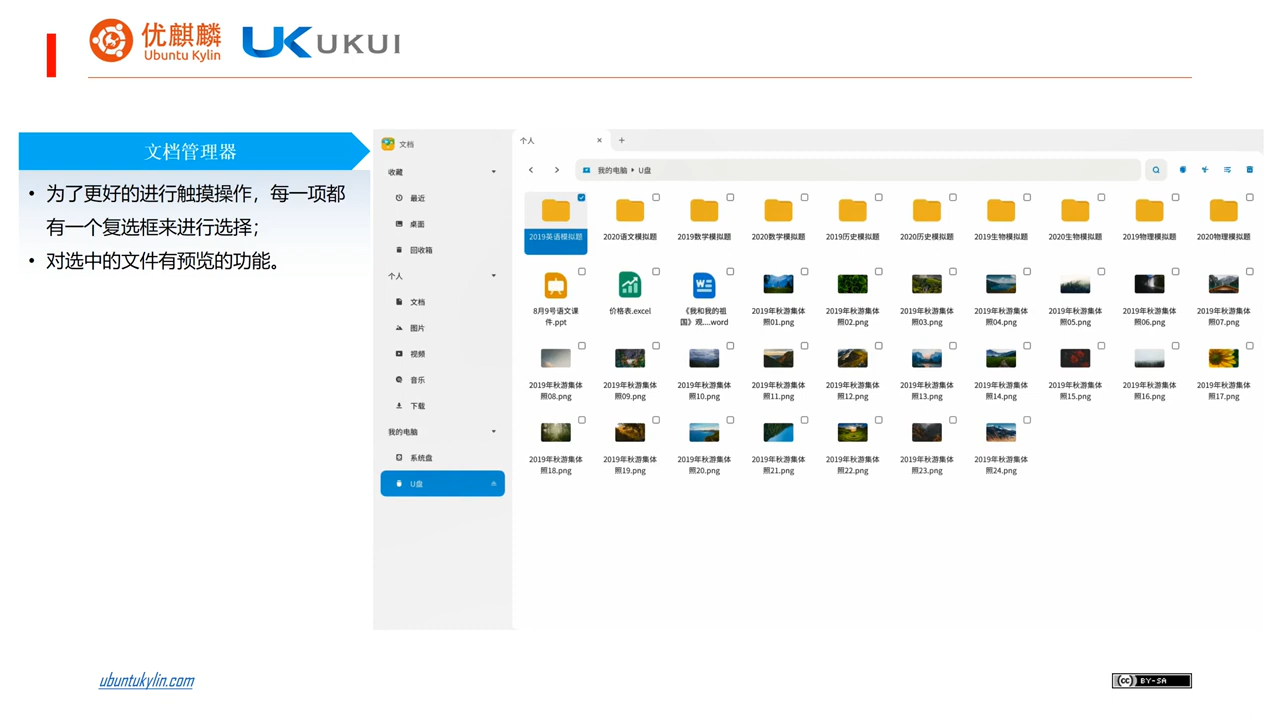 优麒麟
Ubuntu Kylin
UK UKUI
文档管理器
• 为了更好的进行触摸操作，每一项都
有一个复选框来进行选择；
• 对选中的文件有预览的功能。
文档
收藏
最近
桌面
回收箱
个人
文档
图片
视频
音乐
下载
我的电脑
系统盘
U盘
个人
我的电脑 U盘
2019英语模拟题 2020语文模拟题 2019数学模拟题 2020数学模拟题 2019历史模拟题 2020历史模拟题 2019生物模拟题 2020生物模拟题 2019物理模拟题 2020物理模拟题
8月9号语文课 价格表.excel 《我和我的祖 2019年秋游集体 2019年秋游集体 2019年秋游集体 2019年秋游集体 2019年秋游集体 2019年秋游集体 2019年秋游集体
件.ppt 国》观....word 照01.png 照02.png 照03.png 照04.png 照05.png 照06.png 照07.png
2019年秋游集体 2019年秋游集体 2019年秋游集体 2019年秋游集体 2019年秋游集体 2019年秋游集体 2019年秋游集体 2019年秋游集体 2019年秋游集体 2019年秋游集体
照08.png 照09.png 照10.png 照11.png 照12.png 照13.png 照14.png 照15.png 照16.png 照17.png
2019年秋游集体 2019年秋游集体 2019年秋游集体 2019年秋游集体 2019年秋游集体 2019年秋游集体 2019年秋游集体
照18.png 照19.png 照20.png 照21.png 照22.png 照23.png 照24.png
ubuntukylin.com
cc BY-SA